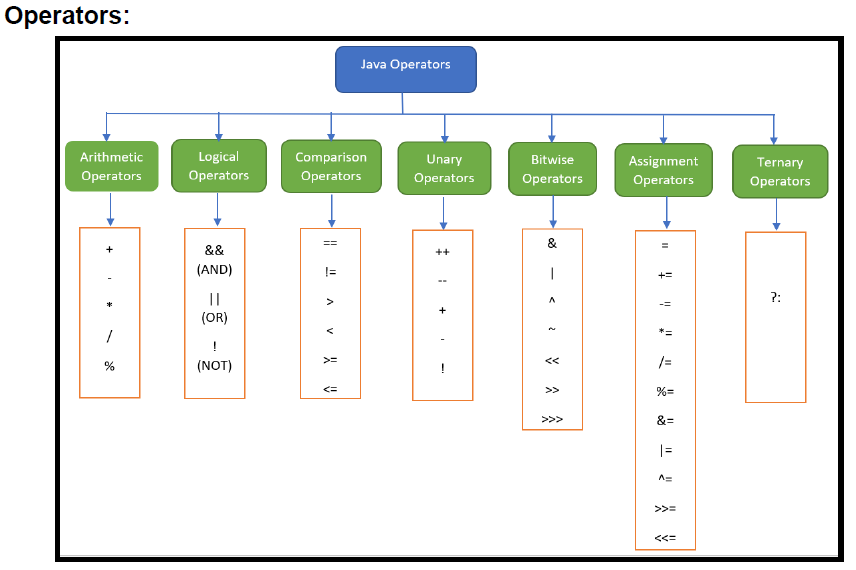 Operators:
Java Operators
Arithmetic
Operators
Logical
Operators
Comparison
Operators
Unary
Operators
Bitwise
Operators
Assignment
Operators
Ternary
Operators
+
-
*
/
%
&&
(AND)
||
(OR)
!
(NOT)
==
!=
>
<
>=
<=
++
--
+
-
!
&
|
^
~
<<
>>
>>>
=
+=
-=
*=
/=
%=
&=
|=
^=
>>=
<<=
?: